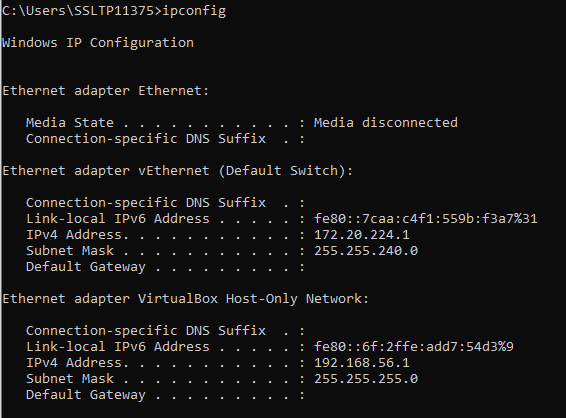 C:\Users\SSLTP11375>ipconfig
Windows IP Configuration
Ethernet adapter Ethernet:
Media State . . . . . . . . . . . : Media disconnected
Connection-specific DNS Suffix  . :
Ethernet adapter vEthernet (Default Switch):
Connection-specific DNS Suffix  . :
Link-local IPv6 Address . . . . . : fe80::7caa:c4f1:559b:f3a7%31
IPv4 Address. . . . . . . . . . . : 172.20.224.1
Subnet Mask . . . . . . . . . . . : 255.255.240.0
Default Gateway . . . . . . . . . :
Ethernet adapter VirtualBox Host-Only Network:
Connection-specific DNS Suffix  . :
Link-local IPv6 Address . . . . . : fe80::6f:2ffe:add7:54d3%9
IPv4 Address. . . . . . . . . . . : 192.168.56.1
Subnet Mask . . . . . . . . . . . : 255.255.255.0
Default Gateway . . . . . . . . . :